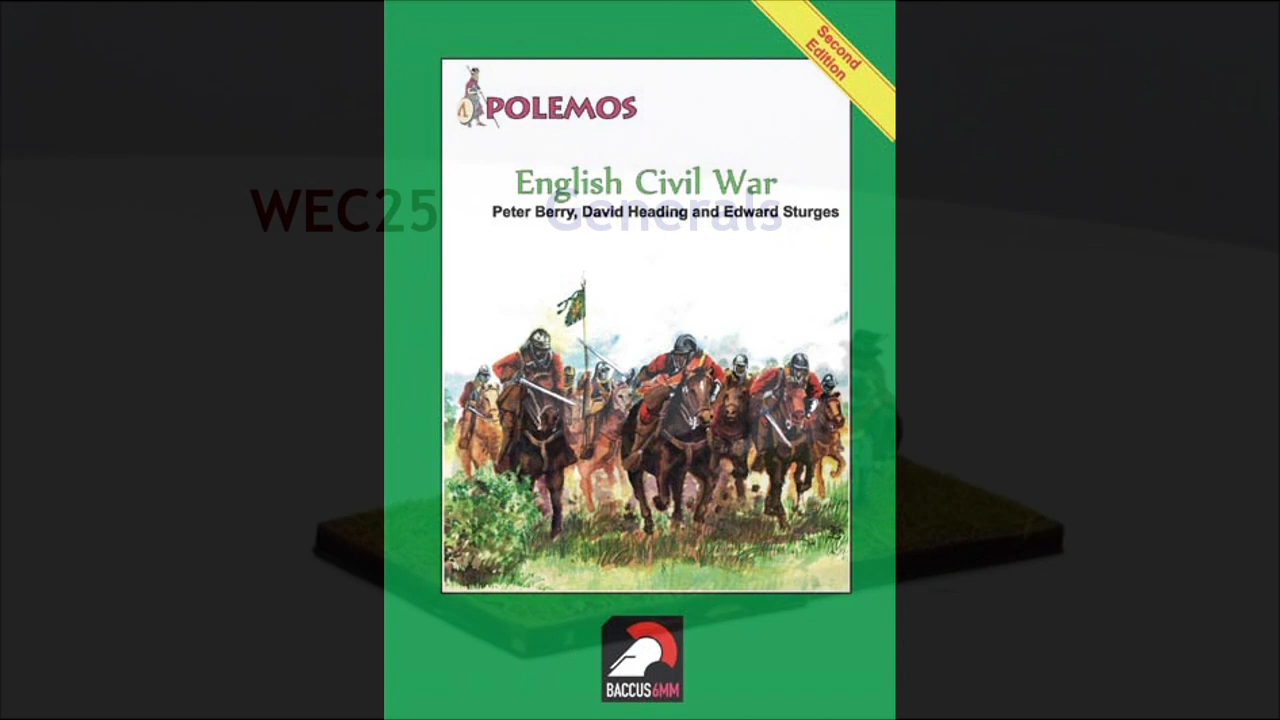 Second
Edition
POLEMOS
English Civil War
WEC25 Generals
Peter Berry, David Heading and Edward Sturges
BACCUS6MM